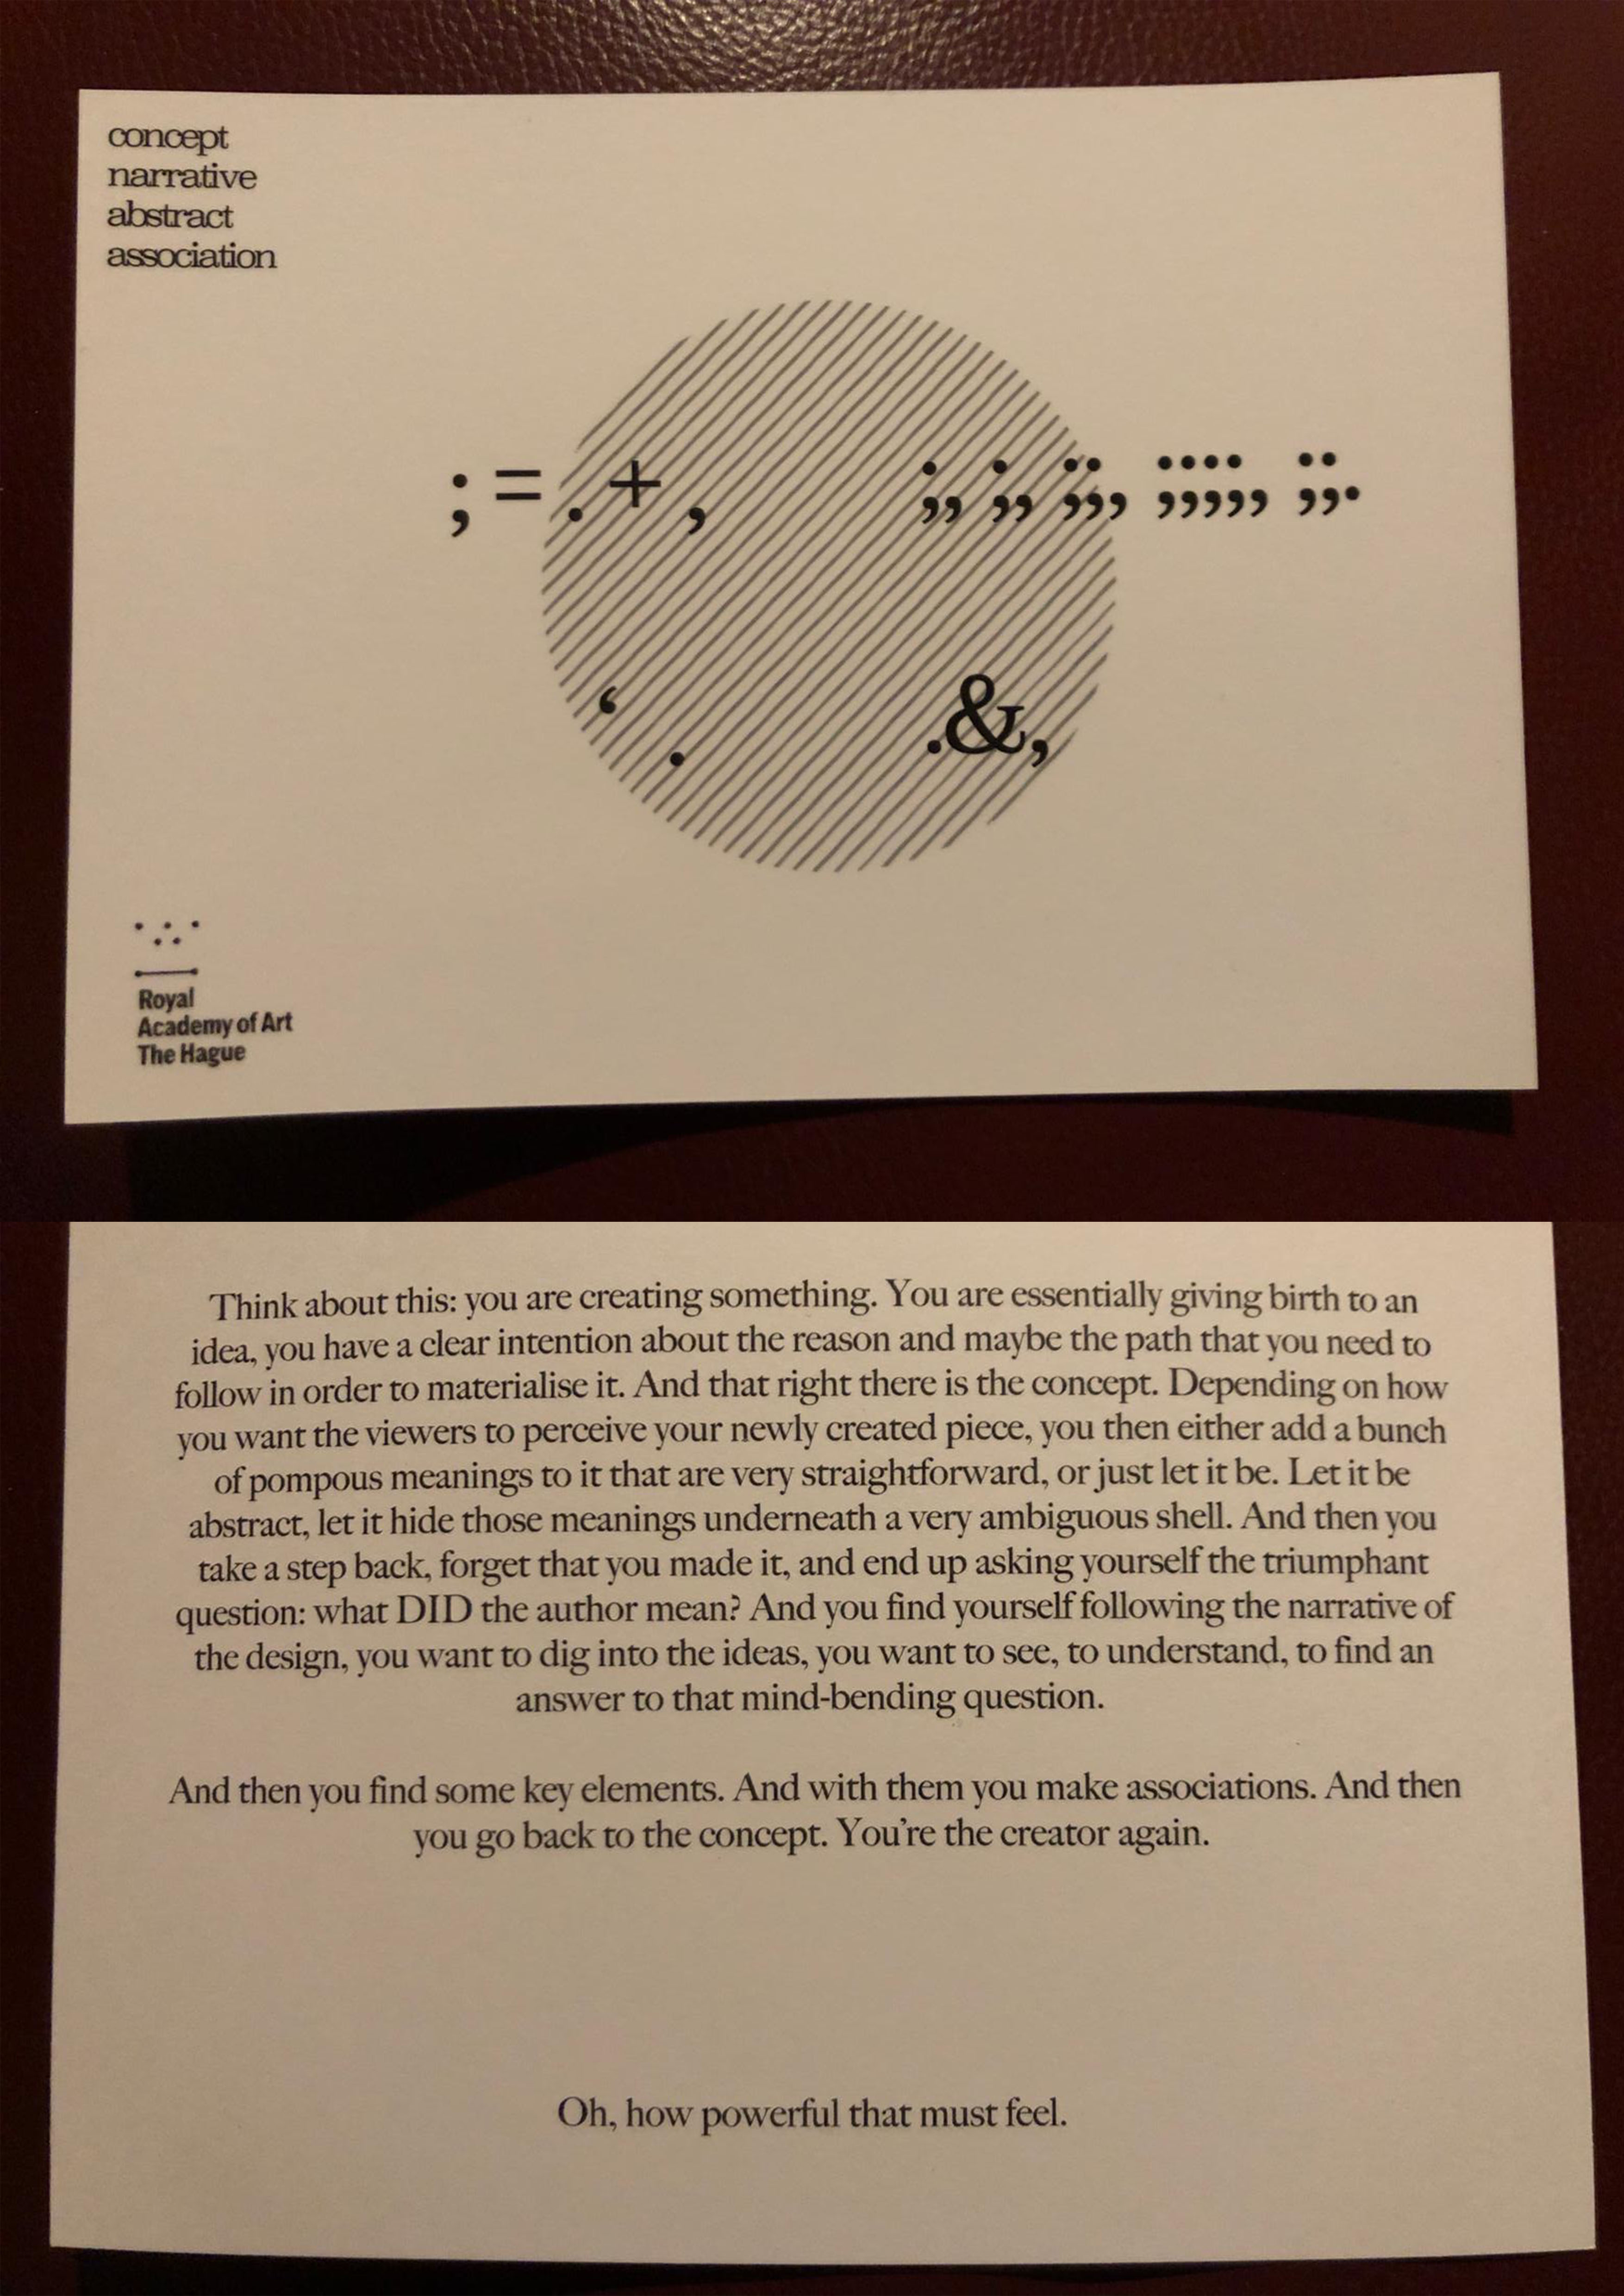 concept
narrative
abstract
association
; = . + , ;, ;, ;;, ;;;;, ;;.
‘ . .&,
Royal
Academy of Art
The Hague
Think about this: you are creating something. You are essentially giving birth to an
idea, you have a clear intention about the reason and maybe the path that you need to
follow in order to materialise it. And that right there is the concept. Depending on how
you want the viewers to perceive your newly created piece, you then either add a bunch
of pompous meanings to it that are very straightforward, or just let it be. Let it be
abstract, let it hide those meanings underneath a very ambiguous shell. And then you
take a step back, forget that you made it, and end up asking yourself the triumphant
question: what DID the author mean? And you find yourself following the narrative of
the design, you want to dig into the ideas, you want to see, to understand, to find an
answer to that mind-bending question.
And then you find some key elements. And with them you make associations. And then
you go back to the concept. You’re the creator again.
Oh, how powerful that must feel.